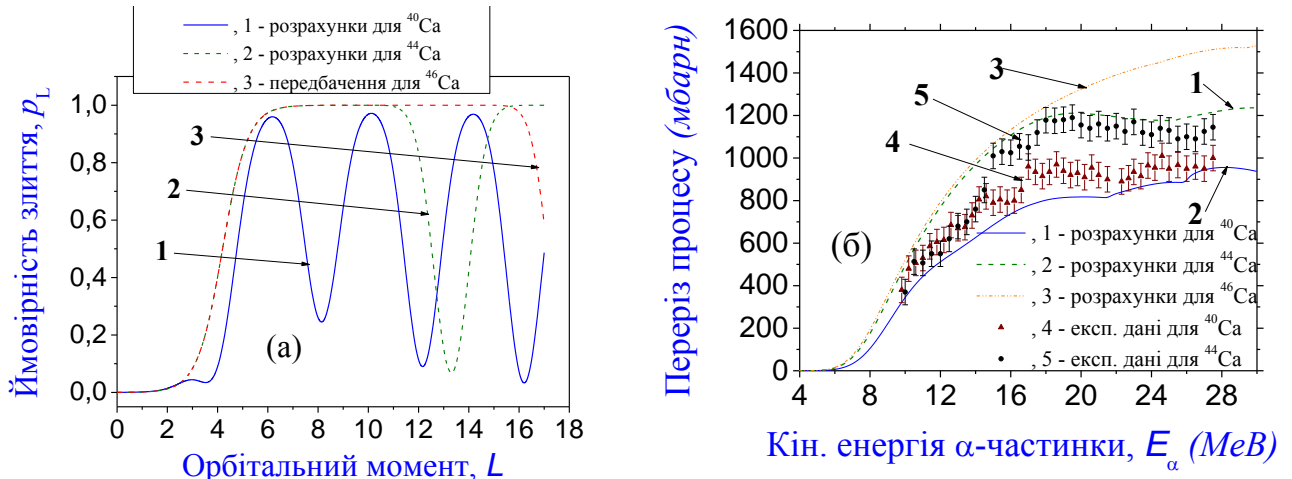 , 1 - розрахунки для ⁴⁰Ca
, 2 - розрахунки для ⁴⁴Ca
, 3 - передбачення для ⁴⁶Ca
Ймовірність злиття, pL
1,0
0,8
0,6
0,4
0,2
0,0
3
2
1
(а)
0 2 4 6 8 10 12 14 16 18
Орбітальний момент, L
Переріз процесу (мбарн)
1600
1400
1200
1000
800
600
400
200
0
3
1
5
4
2
(б)
, 1 - розрахунки для ⁴⁰Ca
, 2 - розрахунки для ⁴⁴Ca
, 3 - розрахунки для ⁴⁶Ca
, 4 - експ. дані для ⁴⁰Ca
, 5 - експ. дані для ⁴⁴Ca
4 8 12 16 20 24 28
Кін. енергія α-частинки, Eα (МеВ)